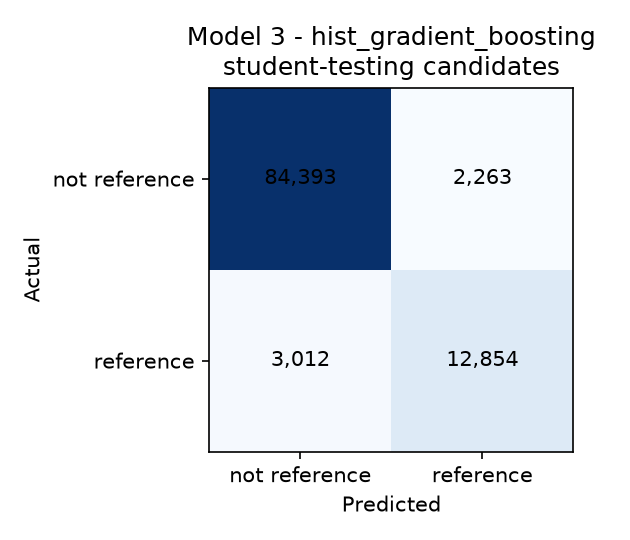 Model 3 - hist_gradient_boosting
student-testing candidates
not reference
84,393
2,263
Actual
reference
3,012
12,854
not reference
reference
Predicted